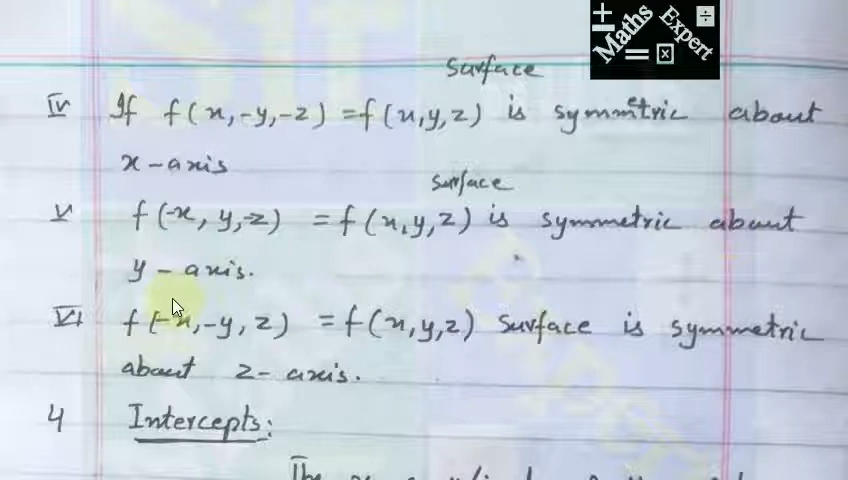 Maths Expert
+ ÷ = x
surface
IV If f(x,-y,-z) = f(x,y,z) is symmetric about
x-axis
surface
V f(-x, y,-z) = f(x,y,z) is symmetric about
y - axis.
VI f(-x,-y, z) = f(x,y,z) surface is symmetric
about z- axis.
4 Intercepts:
The